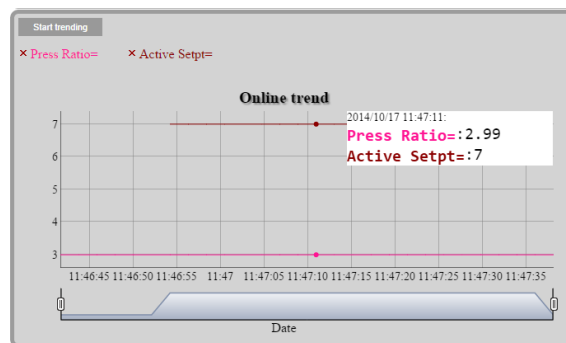 Start trending
× Press Ratio= × Active Setpt=
Online trend
2014/10/17 11:47:11:
Press Ratio=:2.99
Active Setpt=:7
7
6
5
4
3
11:46:45 11:46:50 11:46:55 11:47 11:47:05 11:47:10 11:47:15 11:47:20 11:47:25 11:47:30 11:47:35
Date